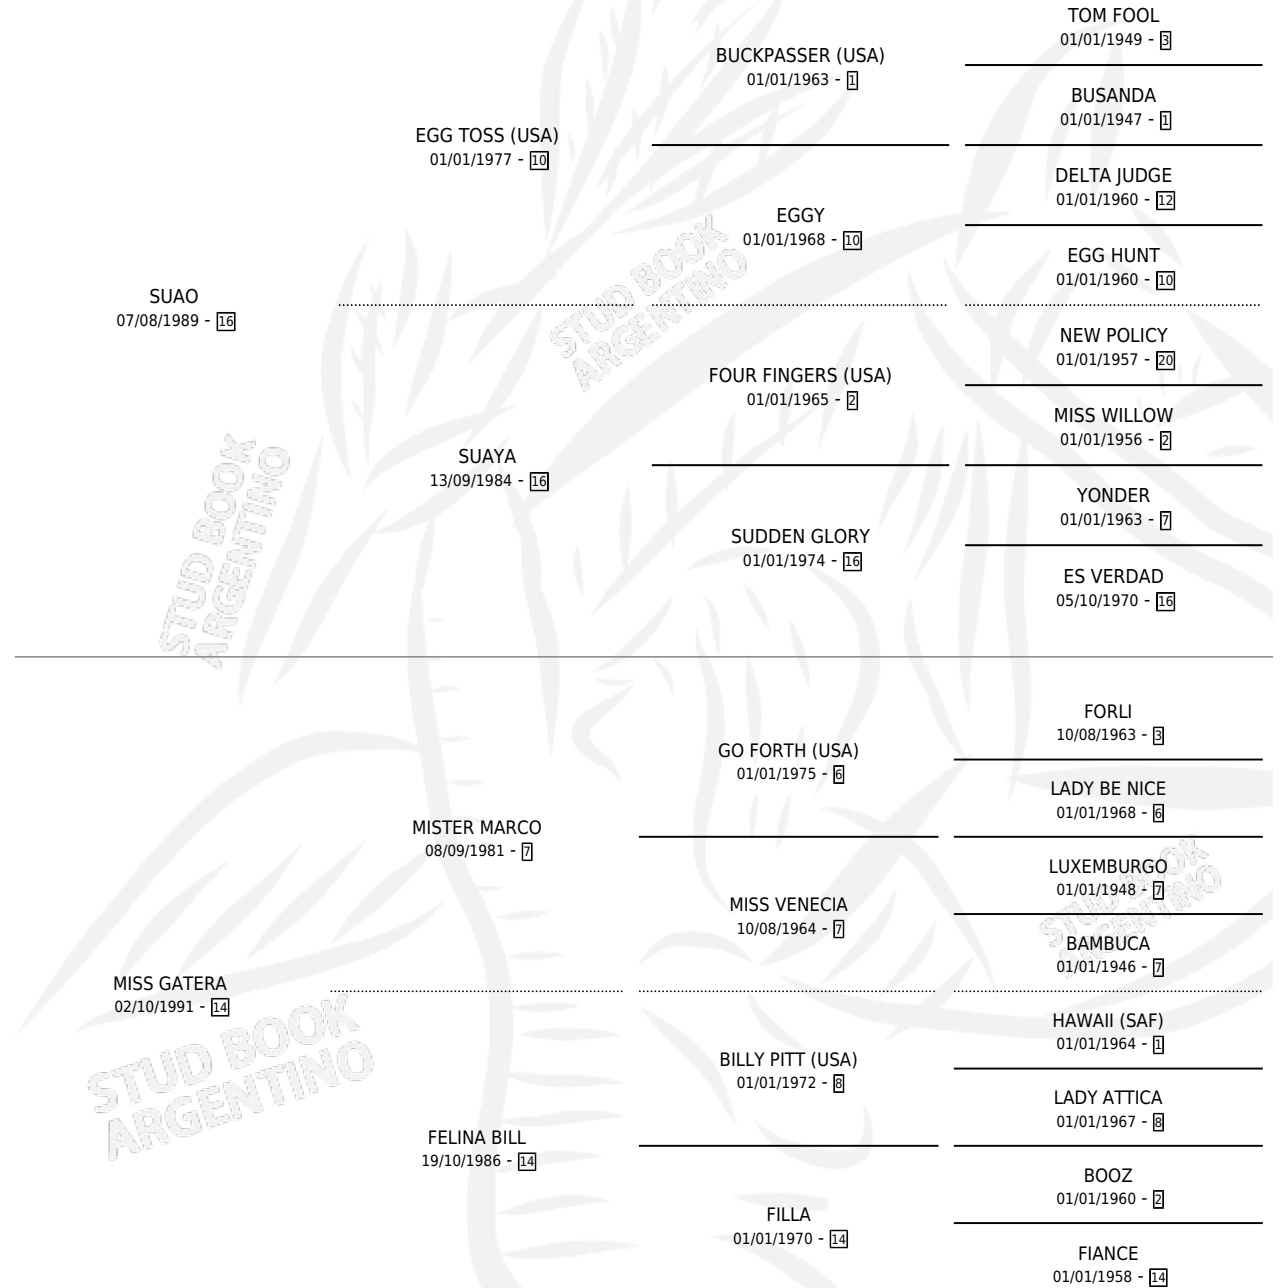 TOM FOOL
01/01/1949 - 3
BUCKPASSER (USA)
01/01/1963 - 1
BUSANDA
01/01/1947 - 1
EGG TOSS (USA)
01/01/1977 - 10
DELTA JUDGE
01/01/1960 - 12
EGGY
01/01/1968 - 10
EGG HUNT
01/01/1960 - 10
SUAO
07/08/1989 - 16
STUD BOOK
ARGENTINO
NEW POLICY
01/01/1957 - 20
FOUR FINGERS (USA)
01/01/1965 - 2
MISS WILLOW
01/01/1956 - 2
SUAYA
13/09/1984 - 16
YONDER
01/01/1963 - 7
SUDDEN GLORY
01/01/1974 - 16
ES VERDAD
05/10/1970 - 16
STUD BOOK
ARGENTINO
FORLI
10/08/1963 - 3
GO FORTH (USA)
01/01/1975 - 6
LADY BE NICE
01/01/1968 - 6
MISTER MARCO
08/09/1981 - 7
LUXEMBURGO
01/01/1948 - 7
MISS VENECIA
10/08/1964 - 7
BAMBUCA
01/01/1946 - 7
STUD BOOK
ARGENTINO
MISS GATERA
02/10/1991 - 14
HAWAII (SAF)
01/01/1964 - 1
BILLY PITT (USA)
01/01/1972 - 8
LADY ATTICA
01/01/1967 - 8
STUD BOOK
ARGENTINO
FELINA BILL
19/10/1986 - 14
BOOZ
01/01/1960 - 2
FILLA
01/01/1970 - 14
FIANCE
01/01/1958 - 14